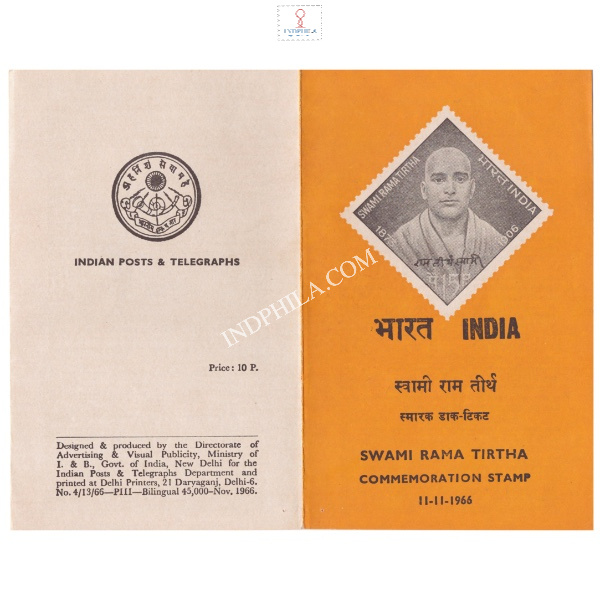 INDPHILA
अहर्निशं सेवामहे
INDIAN POSTS & TELEGRAPHS
Price : 10 P.
Designed & produced by the Directorate of
Advertising & Visual Publicity, Ministry of
I. & B., Govt. of India, New Delhi for the
Indian Posts & Telegraphs Department and
printed at Delhi Printers, 21 Daryaganj, Delhi-6.
No. 4/13/66—PIII—Bilingual 45,000-Nov. 1966.
SWAMI RAMA TIRTHA
भारत INDIA
1906
INDPHILA.COM
भारत INDIA
स्वामी राम तीर्थ
स्मारक डाक-टिकट
SWAMI RAMA TIRTHA
COMMEMORATION STAMP
11-11-1966